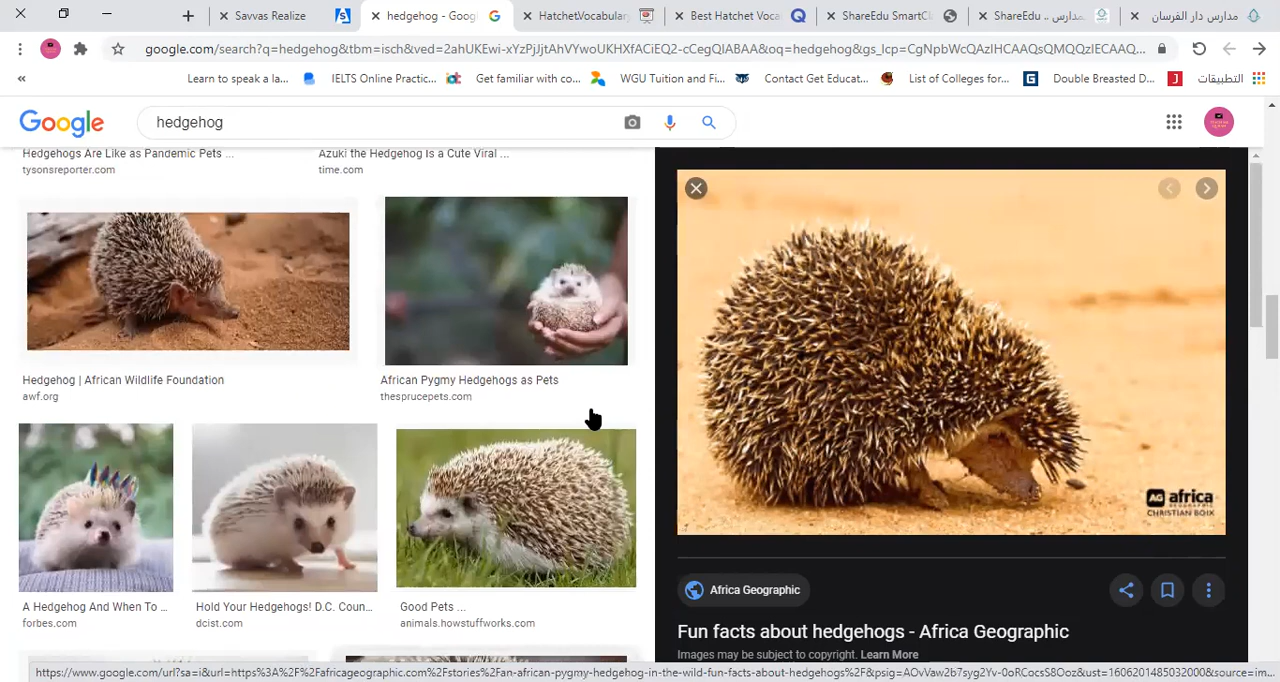 Savvas Realize
hedgehog - Goog
HatchetVocabulary
Best Hatchet Voca
ShareEdu SmartCl
ShareEdu .. مدارس
مدارس دار الفرسان
google.com/search?q=hedgehog&tbm=isch&ved=2ahUKEwi-xYzPjJjtAhVYwoUKHXfACiEQ2-cCegQIABAA&oq=hedgehog&gs_lcp=CgNpbWcQAzIHCAAQsQMQQzIECAAQ...
Learn to speak a la...
IELTS Online Practic...
Get familiar with co...
WGU Tuition and Fi...
Contact Get Educat...
List of Colleges for...
Double Breasted D...
التطبيقات
Google
hedgehog
Hedgehogs Are Like as Pandemic Pets ...
tysonsreporter.com
Azuki the Hedgehog Is a Cute Viral ...
time.com
Hedgehog | African Wildlife Foundation
awf.org
African Pygmy Hedgehogs as Pets
thesprucepets.com
A Hedgehog And When To ...
forbes.com
Hold Your Hedgehogs! D.C. Coun...
dcist.com
Good Pets ...
animals.howstuffworks.com
AG africa
GEOGRAPHIC
CHRISTIAN BOIX
Africa Geographic
Fun facts about hedgehogs - Africa Geographic
Images may be subject to copyright. Learn More
https://www.google.com/url?sa=i&url=https%3A%2F%2Fafricageographic.com%2Fstories%2Fan-african-pygmy-hedgehog-in-the-wild-fun-facts-about-hedgehogs%2F&psig=AOvVaw2b7syg2Yv-0oRCocsS8Ooz&ust=1606201485032000&source=im...